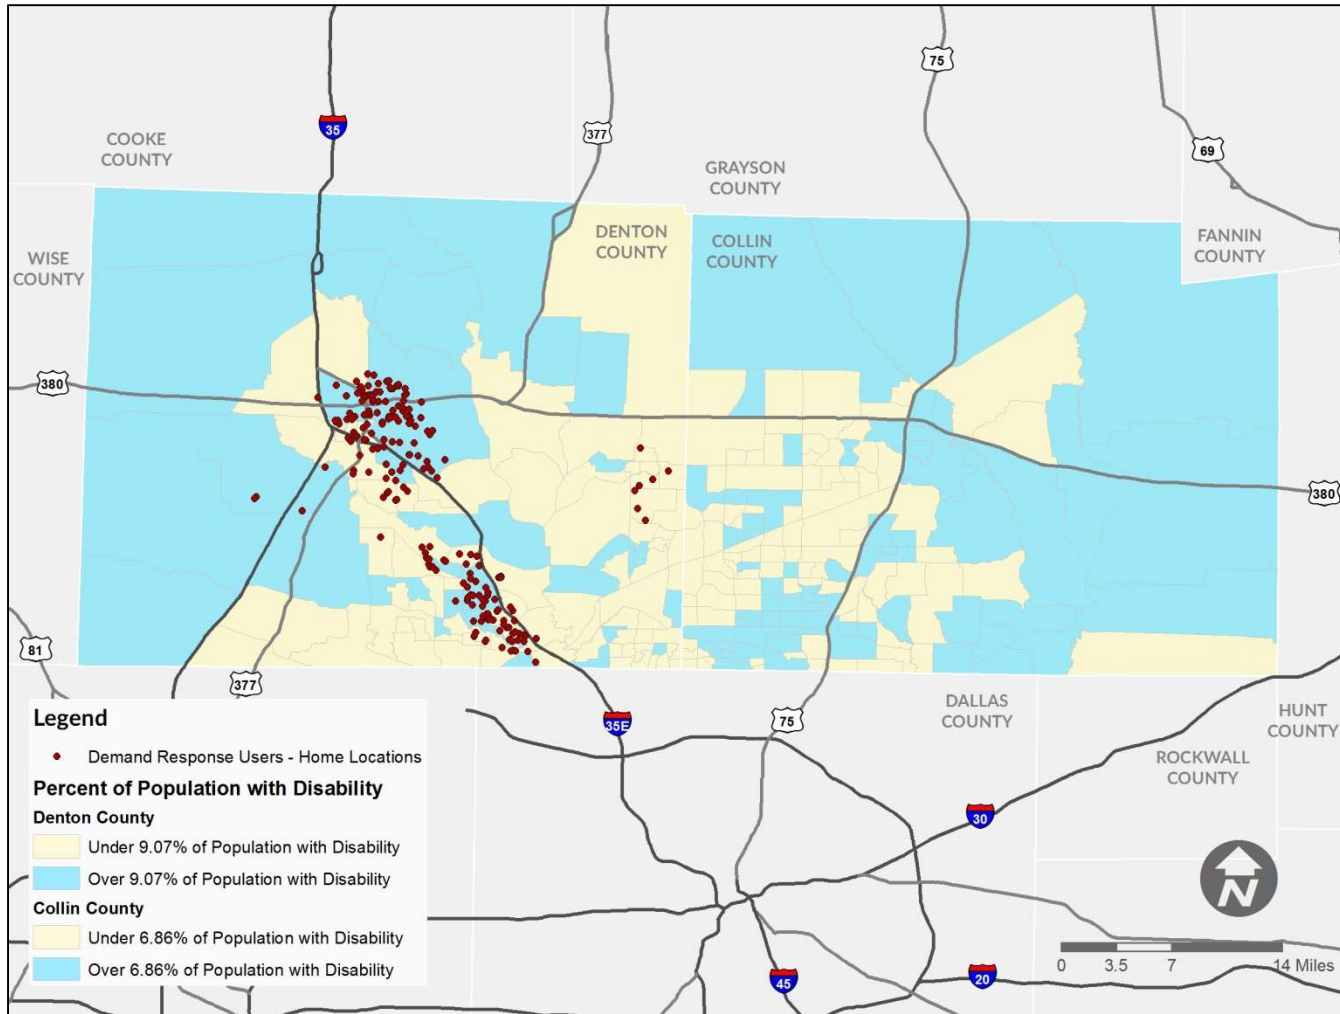 75
35
377
COOKE
COUNTY
69
GRAYSON
COUNTY
DENTON
COUNTY
COLLIN
COUNTY
FANNIN
COUNTY
WISE
COUNTY
380
380
81
377
DALLAS
COUNTY
HUNT
COUNTY
35E
75
ROCKWALL
COUNTY
30
Legend
Demand Response Users - Home Locations
Percent of Population with Disability
Denton County
Under 9.07% of Population with Disability
Over 9.07% of Population with Disability
Collin County
Under 6.86% of Population with Disability
Over 6.86% of Population with Disability
N
0 3.5 7 14 Miles
45
20